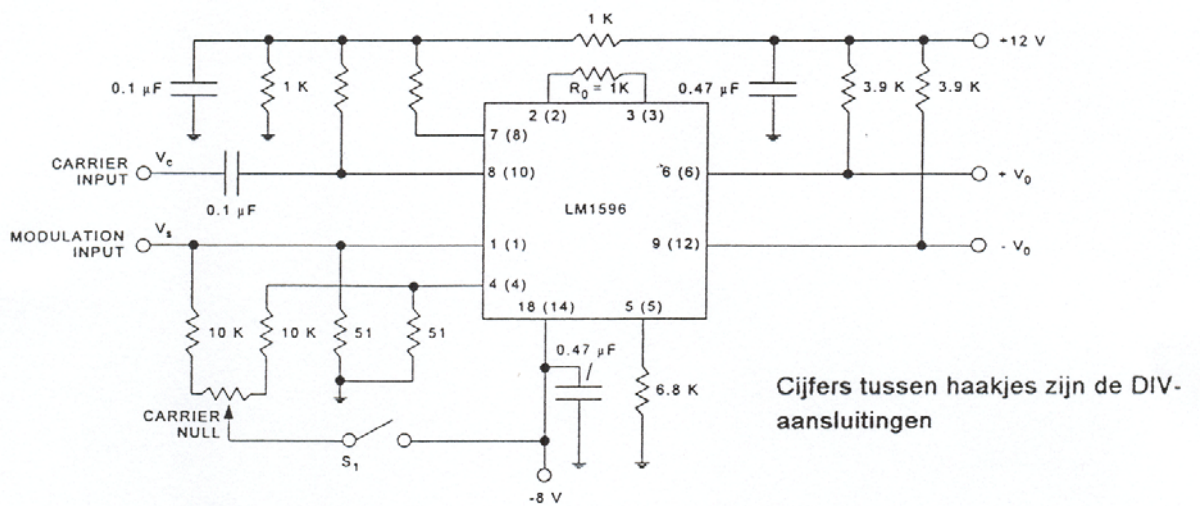 1 K
+12 V
0.1 µF
1 K
R0 = 1K
0.47 µF
3.9 K
3.9 K
2 (2)
3 (3)
7 (8)
CARRIER
INPUT
Vc
8 (10)
6 (6)
+ V0
0.1 µF
LM1596
MODULATION
INPUT
Vs
1 (1)
9 (12)
- V0
4 (4)
18 (14)
5 (5)
10 K
10 K
51
51
0.47 µF
6.8 K
CARRIER
NULL
S1
-8 V
Cijfers tussen haakjes zijn de DIV-
aansluitingen